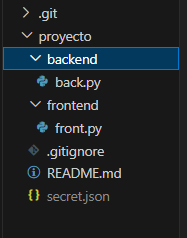 .git
proyecto
backend
back.py
frontend
front.py
.gitignore
README.md
secret.json